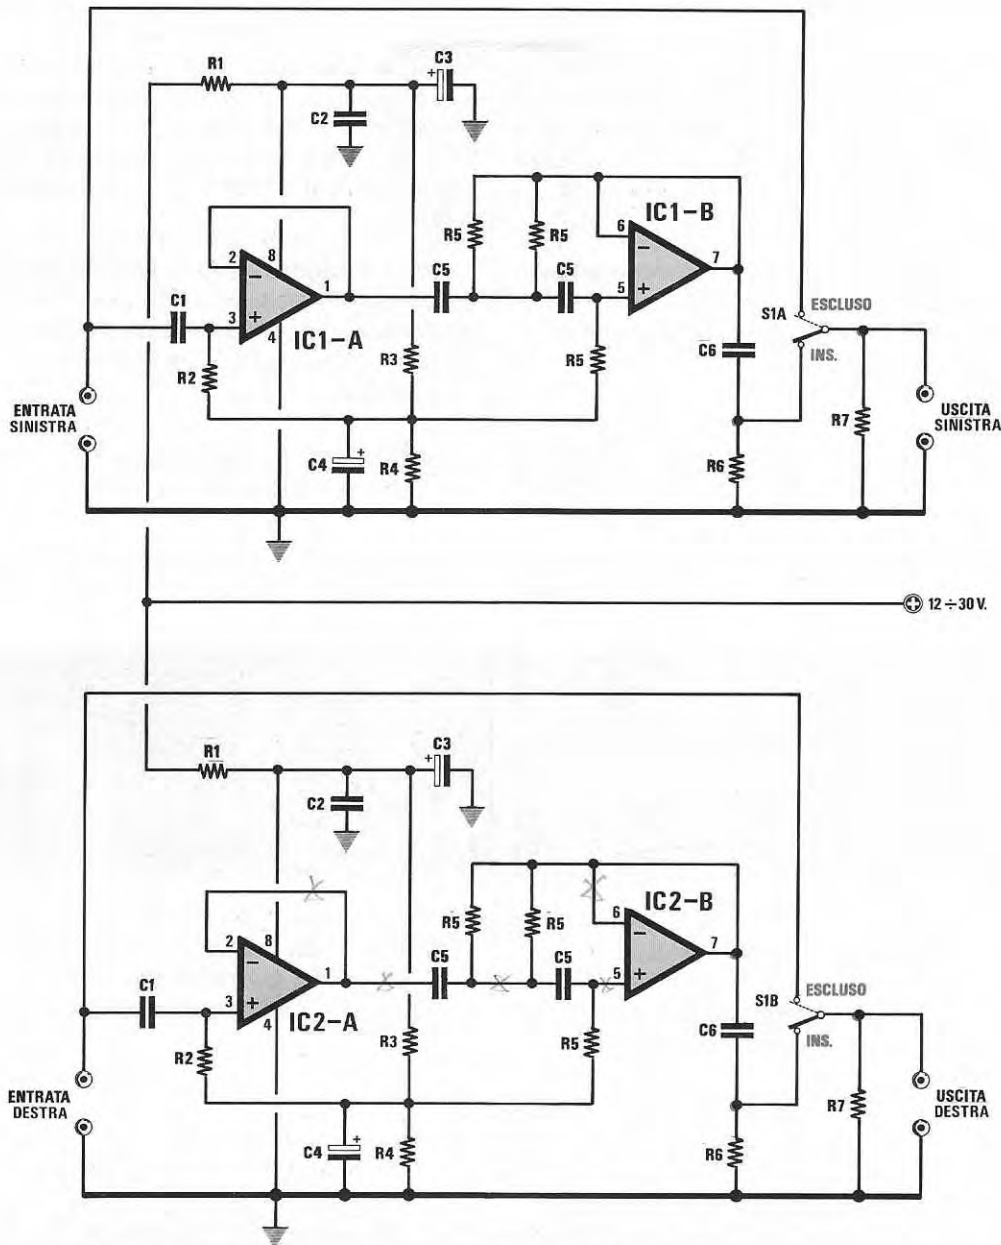 R1
C3
+
C2
IC1-B
R5
R5
6
7
5
−
+
C5
C5
2
8
1
3
4
−
+
IC1-A
C1
R2
R3
R5
S1A
ESCLUSO
INS.
C6
ENTRATA
SINISTRA
C4
+
R4
R6
R7
USCITA
SINISTRA
12÷30 V.
R1
C3
+
C2
IC2-B
R5
R5
6
7
5
−
+
C5
C5
2
8
1
3
4
−
+
IC2-A
C1
R2
R3
R5
S1B
ESCLUSO
INS.
C6
ENTRATA
DESTRA
C4
+
R4
R6
R7
USCITA
DESTRA